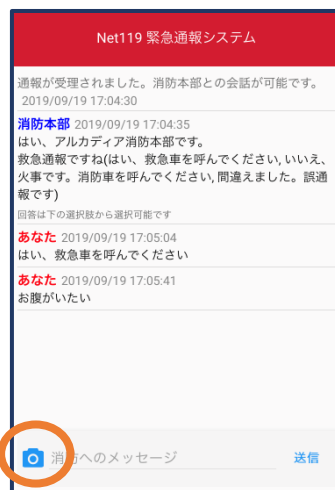 Net119 緊急通報システム
通報が受理されました。消防本部との会話が可能です。
2019/09/19 17:04:30
消防本部 2019/09/19 17:04:35
はい、アルカディア消防本部です。
救急通報ですね(はい、救急車を呼んでください, いいえ、
火事です。消防車を呼んでください, 間違えました。誤通
報です)
回答は下の選択肢から選択可能です
あなた 2019/09/19 17:05:04
はい、救急車を呼んでください
あなた 2019/09/19 17:05:41
お腹がいたい
消防へのメッセージ 送信